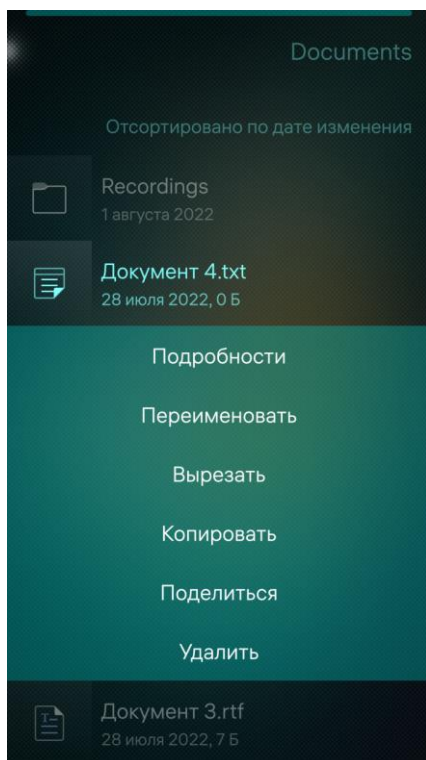 Documents
Отсортировано по дате изменения
Recordings
1 августа 2022
Документ 4.txt
28 июля 2022, 0 Б
Подробности
Переименовать
Вырезать
Копировать
Поделиться
Удалить
Документ 3.rtf
28 июля 2022, 7 Б